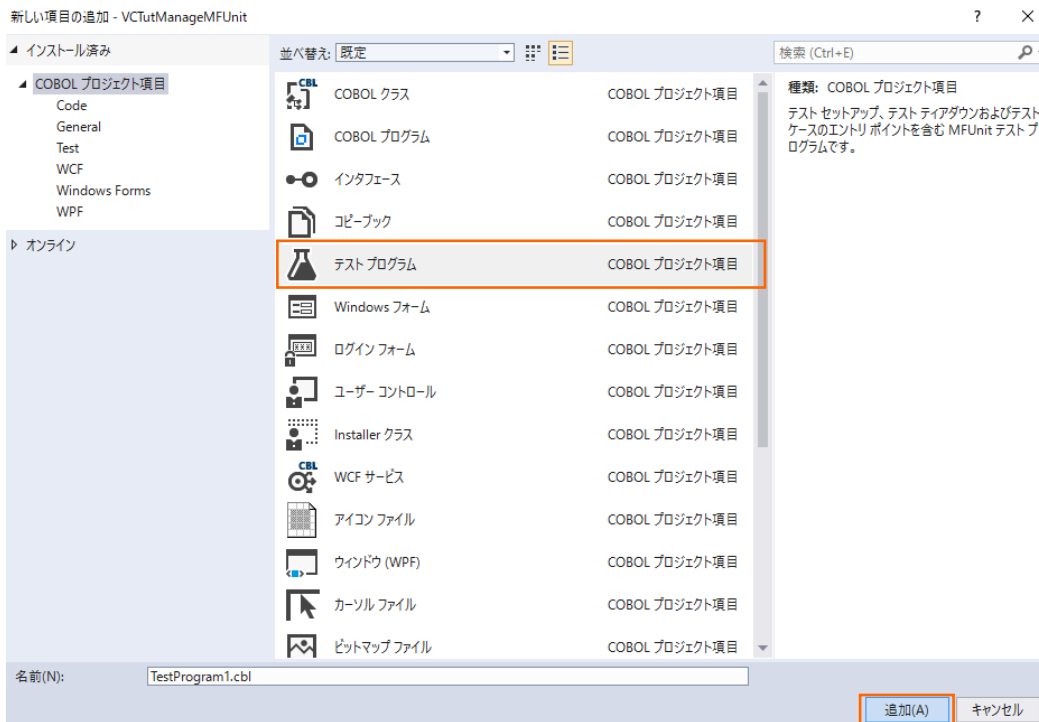 新しい項目の追加 - VCTutManageMFUnit
? ×
インストール済み
並べ替え: 既定
検索 (Ctrl+E)
COBOL プロジェクト項目
Code
General
Test
WCF
Windows Forms
WPF
オンライン
COBOL クラス COBOL プロジェクト項目
COBOL プログラム COBOL プロジェクト項目
インタフェース COBOL プロジェクト項目
コピーブック COBOL プロジェクト項目
テスト プログラム COBOL プロジェクト項目
Windows フォーム COBOL プロジェクト項目
ログイン フォーム COBOL プロジェクト項目
ユーザー コントロール COBOL プロジェクト項目
Installer クラス COBOL プロジェクト項目
CBL
WCF サービス COBOL プロジェクト項目
アイコン ファイル COBOL プロジェクト項目
ウィンドウ (WPF) COBOL プロジェクト項目
カーソル ファイル COBOL プロジェクト項目
ビットマップ ファイル COBOL プロジェクト項目
CBL
種類: COBOL プロジェクト項目
テスト セットアップ、テスト ティアダウンおよびテスト
ケースのエントリ ポイントを含む MFUnit テスト プ
ログラムです。
名前(N): TestProgram1.cbl
追加(A) キャンセル